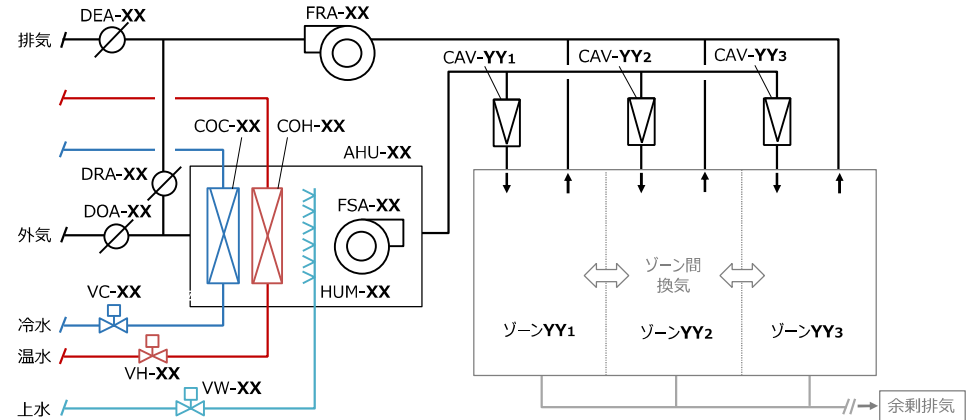 DEA-XX
FRA-XX
排気
CAV-YY1
CAV-YY2
CAV-YY3
COC-XX
COH-XX
AHU-XX
DRA-XX
DOA-XX
FSA-XX
外気
ゾーン間
換気
VC-XX
HUM-XX
冷水
ゾーンYY1
ゾーンYY2
ゾーンYY3
温水
VH-XX
VW-XX
上水
余剰排気